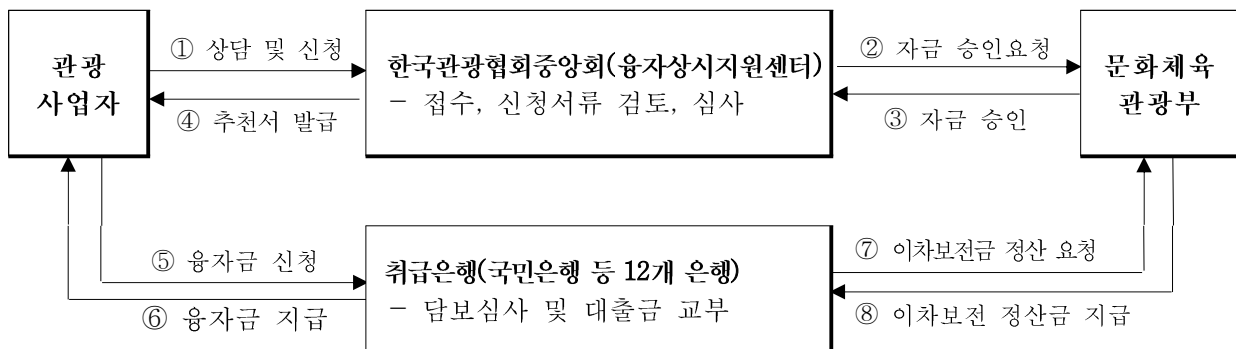 관 광
사업자
① 상담 및 신청
④ 추천서 발급
한국관광협회중앙회(융자상시지원센터)
- 접수, 신청서류 검토, 심사
② 자금 승인요청
③ 자금 승인
문화체육
관광부
⑤ 융자금 신청
⑥ 융자금 지급
취급은행(국민은행 등 12개 은행)
- 담보심사 및 대출금 교부
⑦ 이차보전금 정산 요청
⑧ 이차보전 정산금 지급